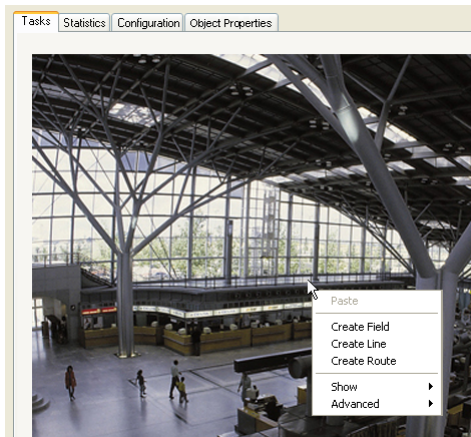 Tasks Statistics Configuration Object Properties
Paste
Create Field
Create Line
Create Route
Show
Advanced